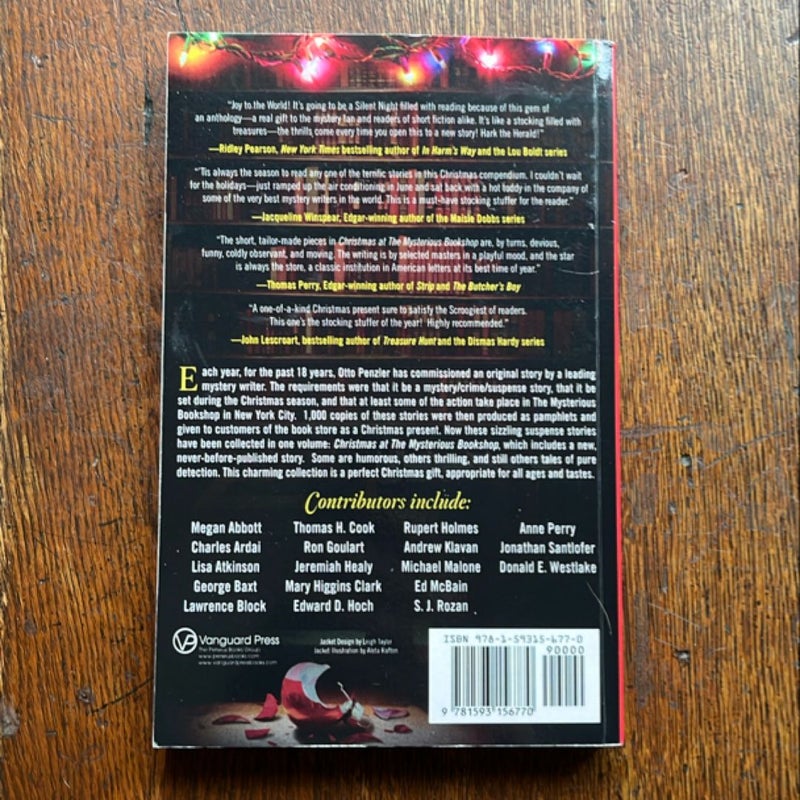 "Joy to the World! It's going to be a Silent Night filled with reading because of this gem of
an anthology—a real gift to the mystery fan and readers of short fiction alike. It's like a stocking filled with
treasures—the thrills come every time you open this to a new story! Hark the Herald!"
—Ridley Pearson, New York Times bestselling author of In Harm's Way and the Lou Boldt series
"'Tis always the season to read any one of the terrific stories in this Christmas compendium. I couldn't wait
for the holidays—just ramped up the air conditioning in June and sat back with a hot toddy in the company of
some of the very best mystery writers in the world. This is a must-have stocking stuffer for the reader."
—Jacqueline Winspear, Edgar-winning author of the Maisie Dobbs series
"The short, tailor-made pieces in Christmas at The Mysterious Bookshop are, by turns, devious,
funny, coldly observant, and moving. The writing is by selected masters in a playful mood, and the star
is always the store, a classic institution in American letters at its best time of year."
—Thomas Perry, Edgar-winning author of Strip and The Butcher's Boy
"A one-of-a-kind Christmas present sure to satisfy the Scroogiest of readers.
This one's the stocking stuffer of the year! Highly recommended."
—John Lescroart, bestselling author of Treasure Hunt and the Dismas Hardy series
Each year, for the past 18 years, Otto Penzler has commissioned an original story by a leading
mystery writer. The requirements were that it be a mystery/crime/suspense story, that it be
set during the Christmas season, and that at least some of the action take place in The Mysterious
Bookshop in New York City. 1,000 copies of these stories were then produced as pamphlets and
given to customers of the book store as a Christmas present. Now these sizzling suspense stories
have been collected in one volume: Christmas at The Mysterious Bookshop, which includes a new,
never-before-published story. Some are humorous, others thrilling, and still others tales of pure
detection. This charming collection is a perfect Christmas gift, appropriate for all ages and tastes.
Contributors include:
Megan Abbott Thomas H. Cook Rupert Holmes Anne Perry
Charles Ardai Ron Goulart Andrew Klavan Jonathan Santlofer
Lisa Atkinson Jeremiah Healy Michael Malone Donald E. Westlake
George Baxt Mary Higgins Clark Ed McBain
Lawrence Block Edward D. Hoch S. J. Rozan
VP Vanguard Press
The Perseus Books Group
www.perseusbooks.com
www.vanguardpressbooks.com
Jacket Design by Leigh Taylor
Jacket Illustration by Aleta Rafton
ISBN 978-1-59315-677-0
90000
9 781593 156770